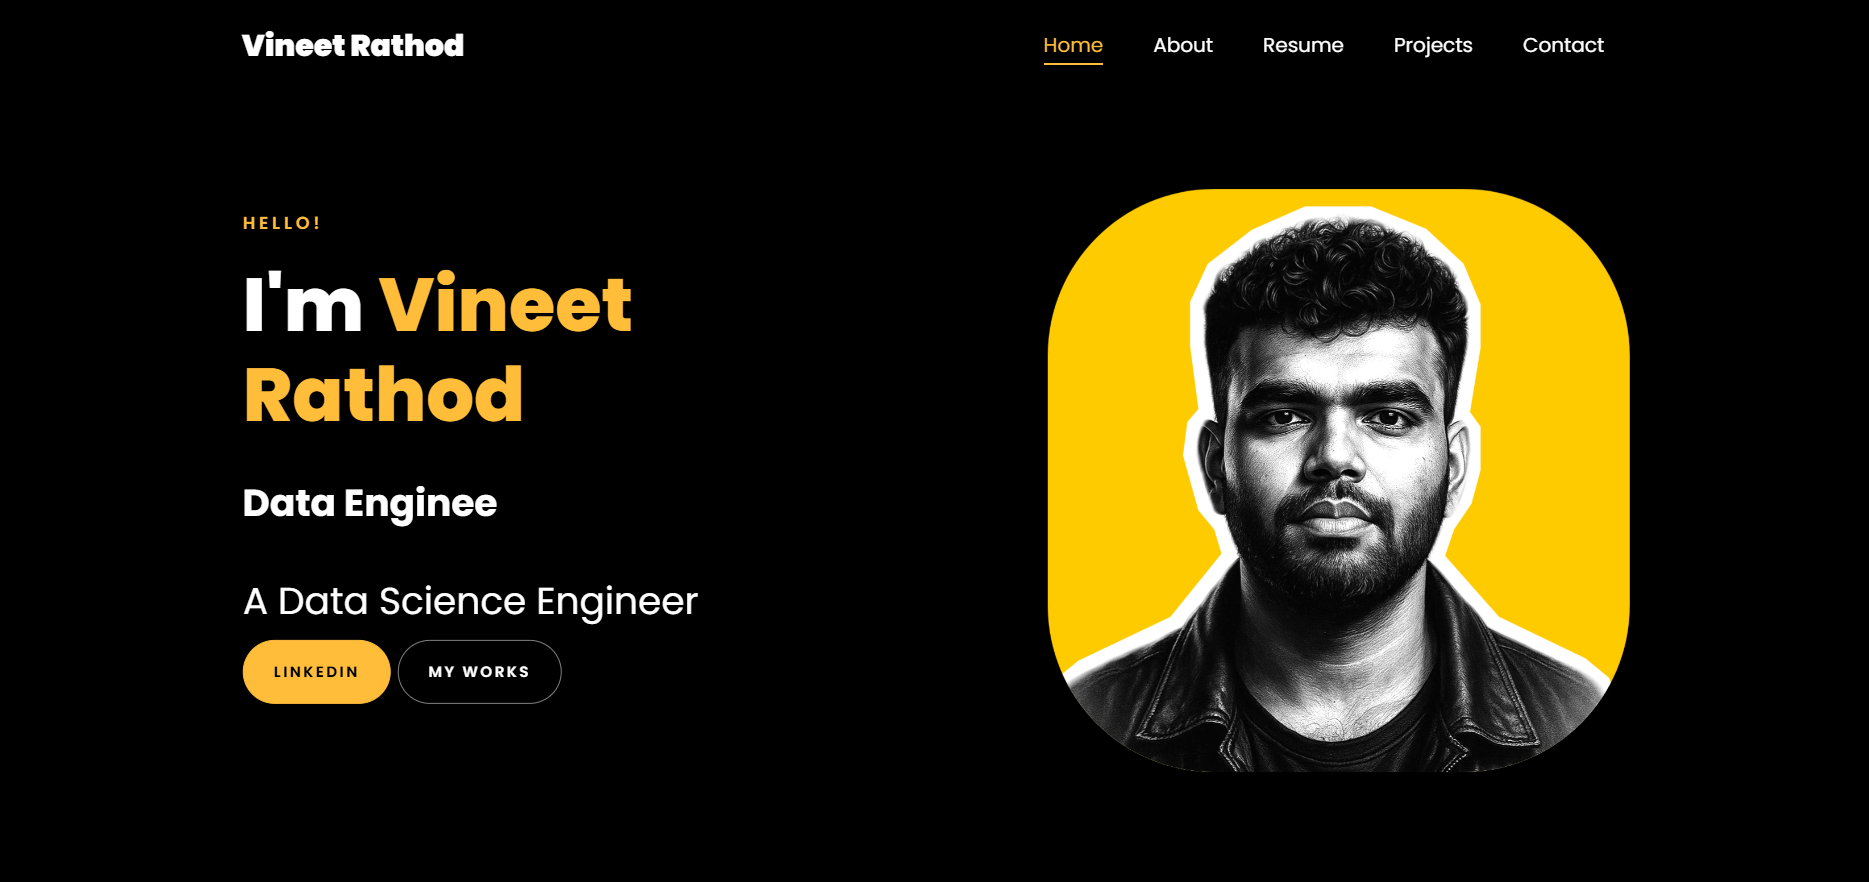 Vineet Rathod
Home About Resume Projects Contact
HELLO!
I'm Vineet
Rathod
Data Enginee
A Data Science Engineer
LINKEDIN MY WORKS